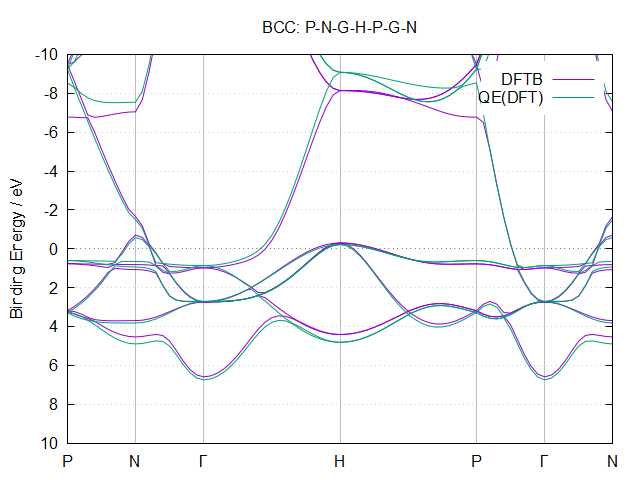 BCC: P-N-G-H-P-G-N
-10
-8
-6
-4
-2
0
2
4
6
8
10
Binding Energy / eV
DFTB
QE(DFT)
P N Γ H P Γ N